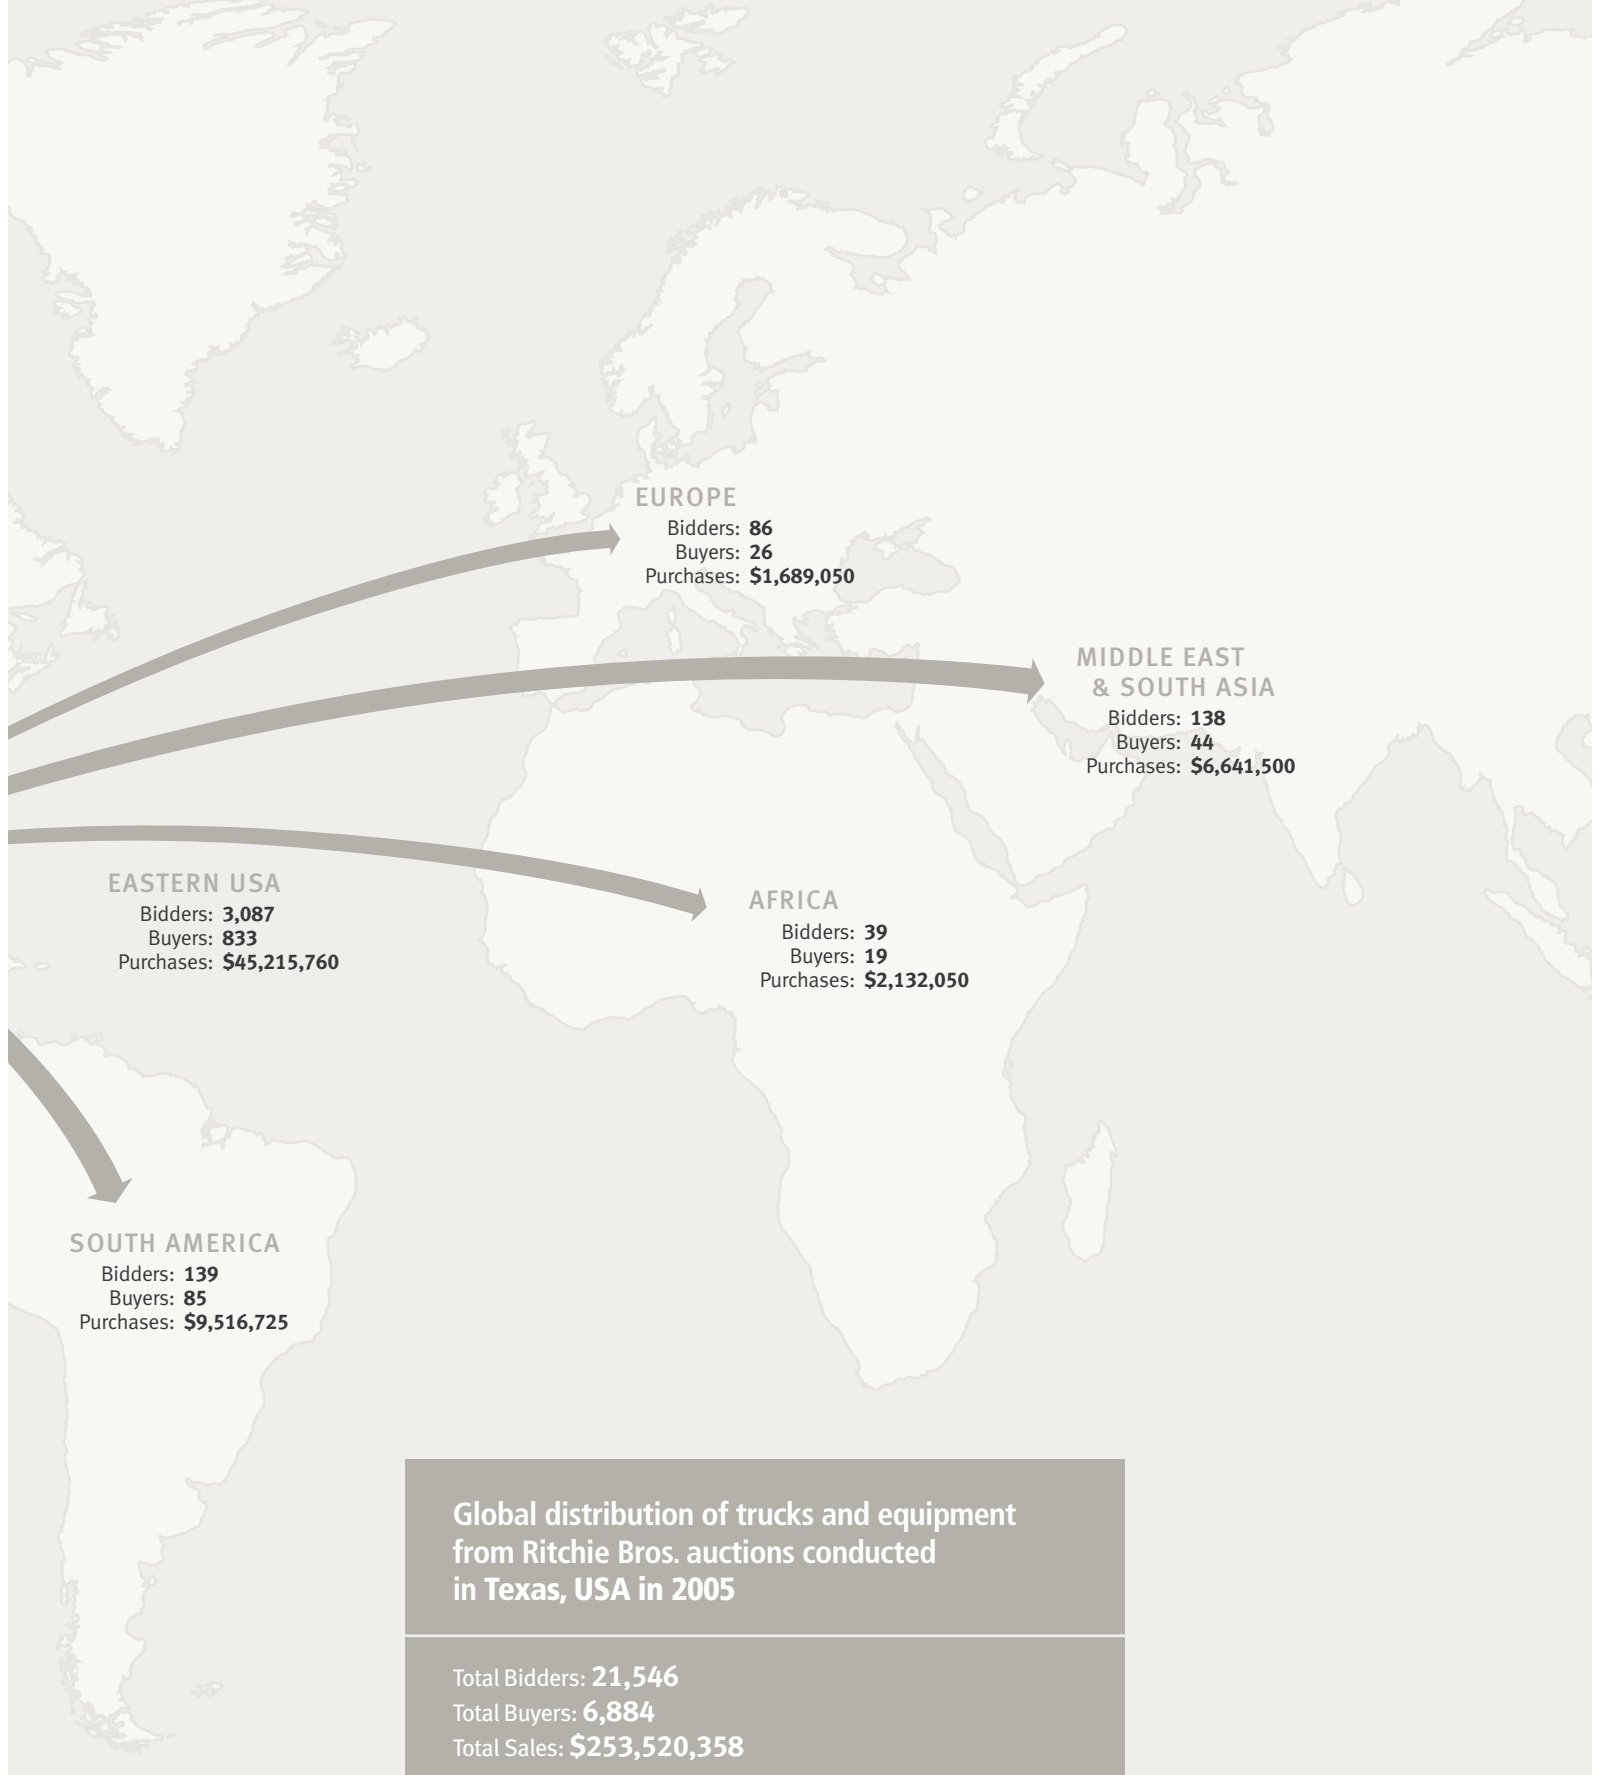 EUROPE
Bidders: 86
Buyers: 26
Purchases: $1,689,050
MIDDLE EAST
& SOUTH ASIA
Bidders: 138
Buyers: 44
Purchases: $6,641,500
EASTERN USA
Bidders: 3,087
Buyers: 833
Purchases: $45,215,760
AFRICA
Bidders: 39
Buyers: 19
Purchases: $2,132,050
SOUTH AMERICA
Bidders: 139
Buyers: 85
Purchases: $9,516,725
Global distribution of trucks and equipment
from Ritchie Bros. auctions conducted
in Texas, USA in 2005
Total Bidders: 21,546
Total Buyers: 6,884
Total Sales: $253,520,358